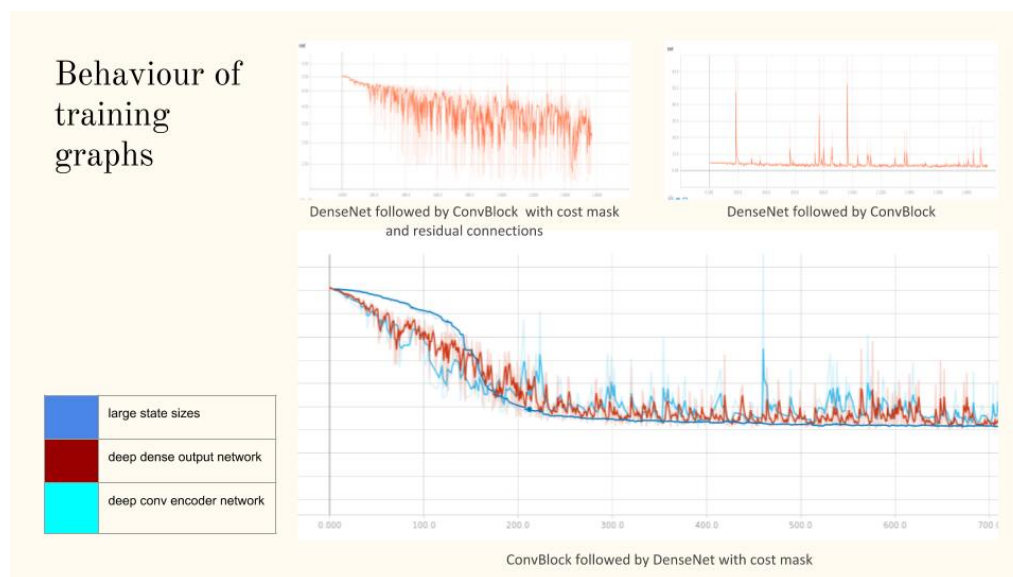 Behaviour of
training
graphs
DenseNet followed by ConvBlock with cost mask
and residual connections
DenseNet followed by ConvBlock
large state sizes
deep dense output network
deep conv encoder network
0.000 100.0 200.0 300.0 400.0 500.0 600.0 700.
ConvBlock followed by DenseNet with cost mask